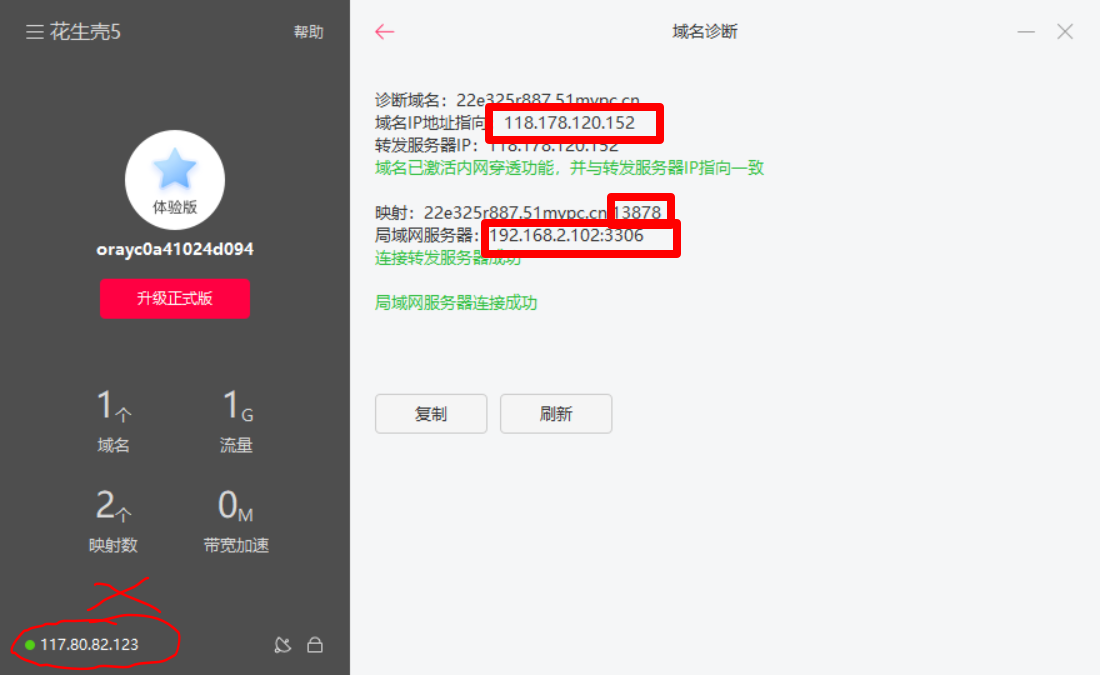 花生壳5
帮助
体验版
orayc0a41024d094
升级正式版
1个
域名
1G
流量
2个
映射数
0M
带宽加速
117.80.82.123
域名诊断
诊断域名：22e325r887.51mypc.cn
域名IP地址指向 118.178.120.152
转发服务器IP：118.178.120.152
域名已激活内网穿透功能，并与转发服务器IP指向一致
映射：22e325r887.51mypc.cn 13878
局域网服务器：192.168.2.102:3306
连接转发服务器成功
局域网服务器连接成功
复制
刷新